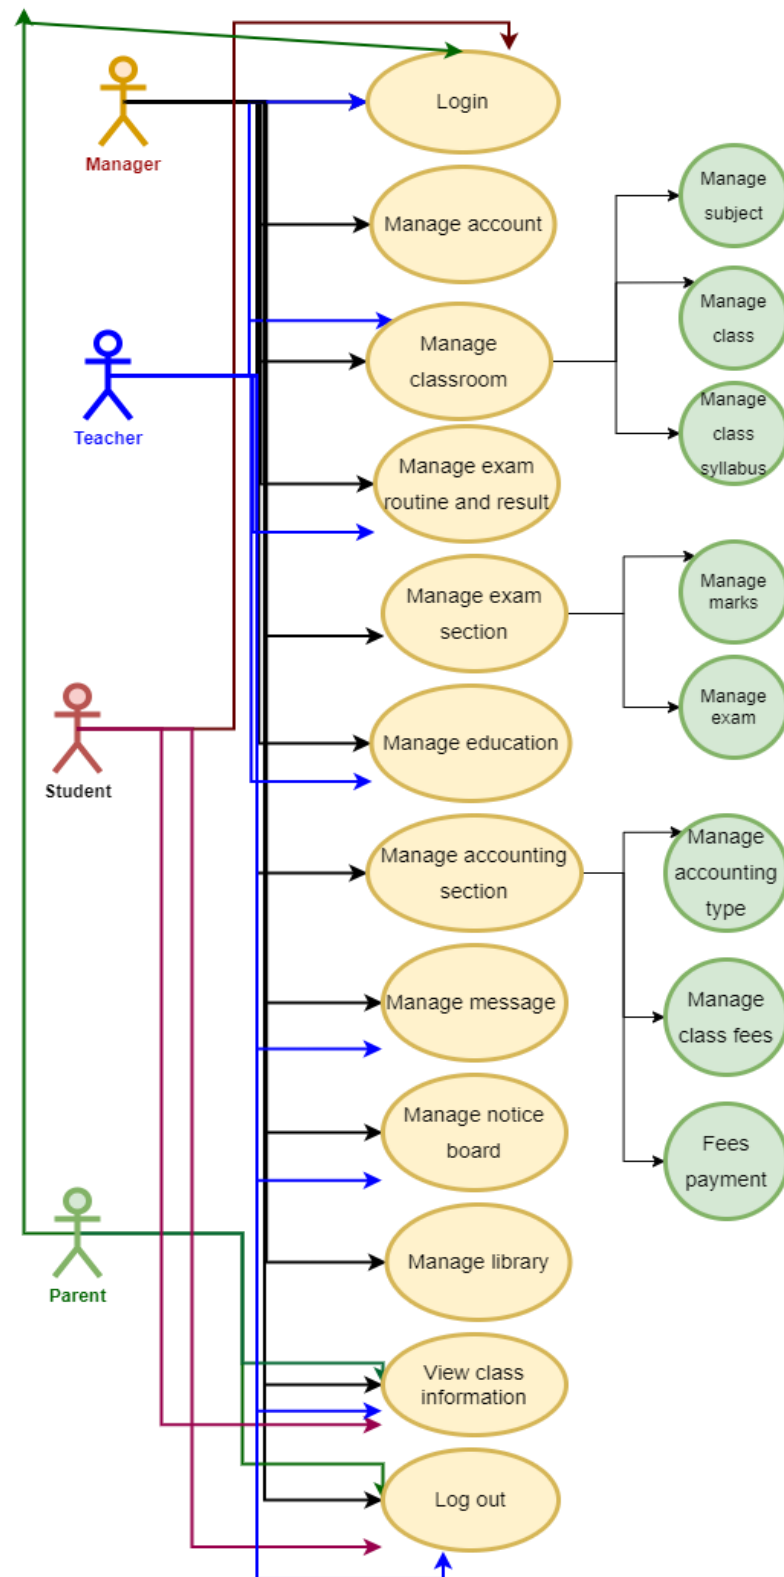 Login
Manager
Manage account
Manage
subject
Manage
class
Manage
classroom
Manage
class
syllabus
Teacher
Manage exam
routine and result
Manage exam
section
Manage
marks
Manage
exam
Student
Manage education
Manage accounting
section
Manage
accounting
type
Manage message
Manage
class fees
Manage notice
board
Fees
payment
Manage library
Parent
View class
information
Log out